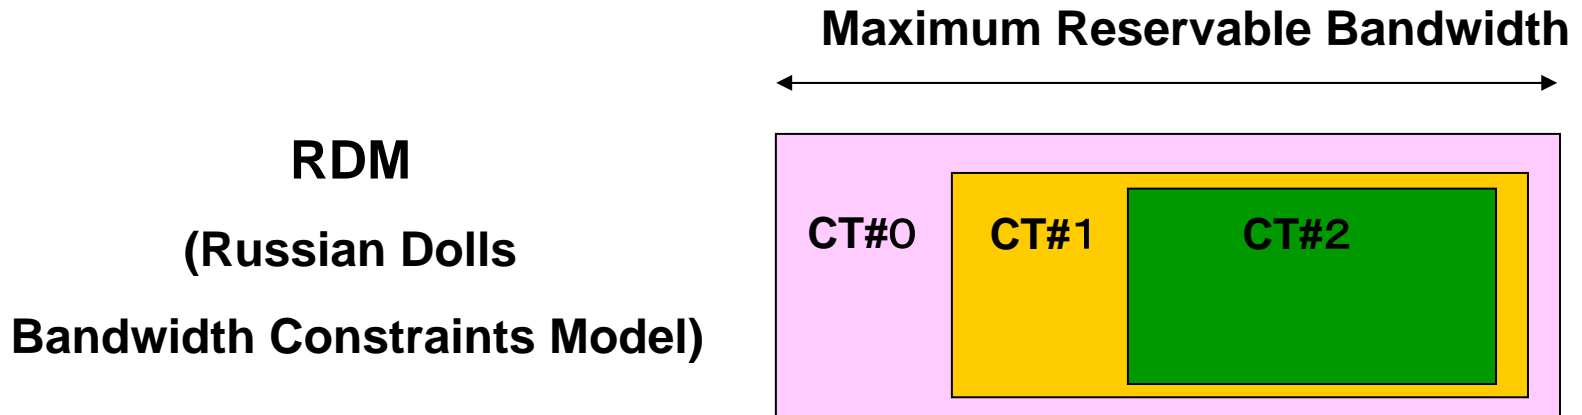 Maximum Reservable Bandwidth
RDM
(Russian Dolls
Bandwidth Constraints Model)
CT#0 CT#1 CT#2